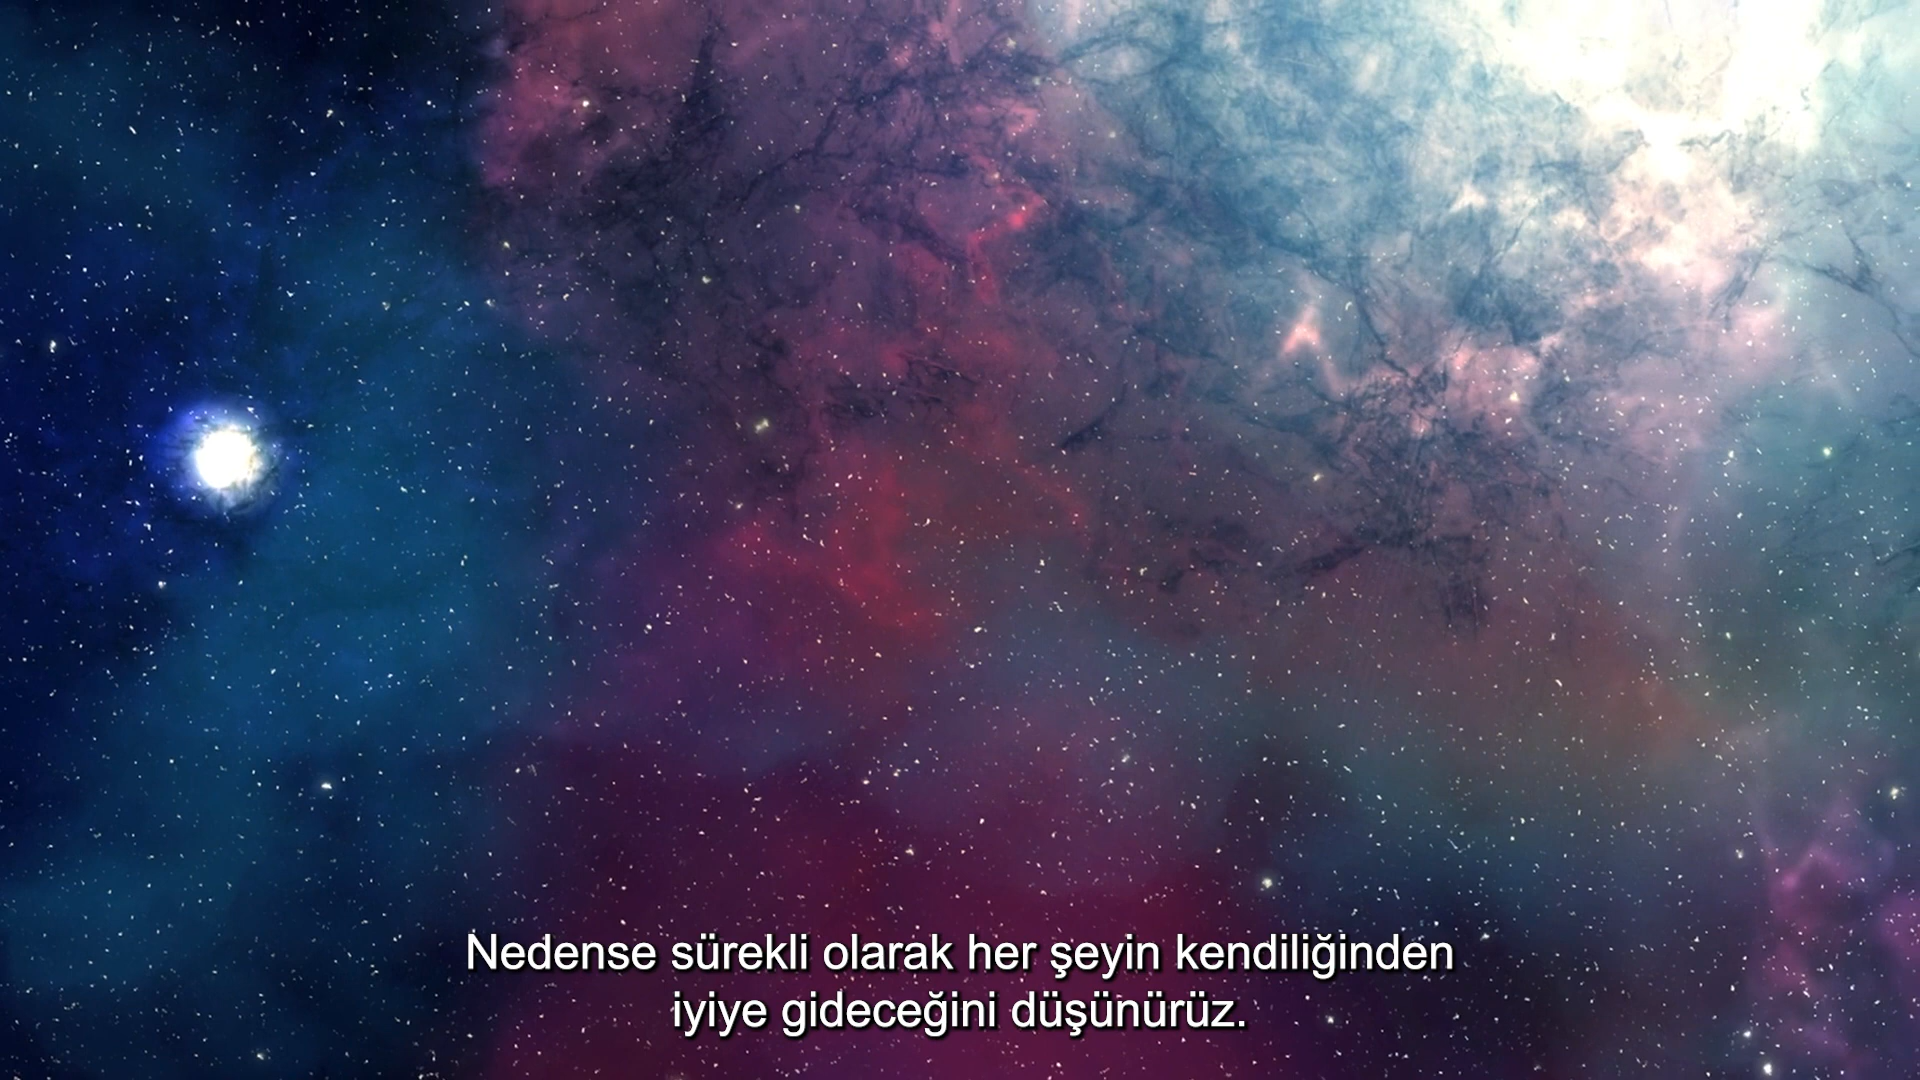 Nedense sürekli olarak her şeyin kendiliğinden
iyiye gideceğini düşünürüz.